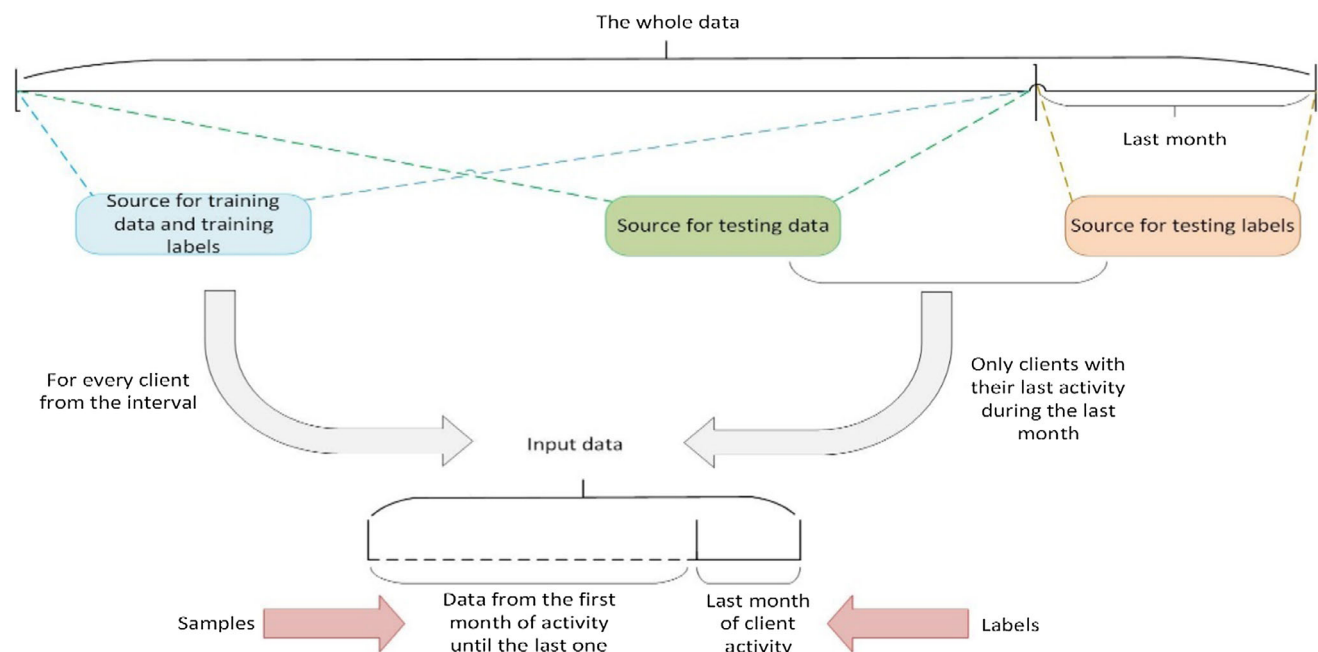 The whole data
Last month
Source for training
data and training
labels
Source for testing data
Source for testing labels
For every client
from the interval
Only clients with
their last activity
during the last
month
Input data
Samples
Data from the first
month of activity
until the last one
Last month
of client
activity
Labels